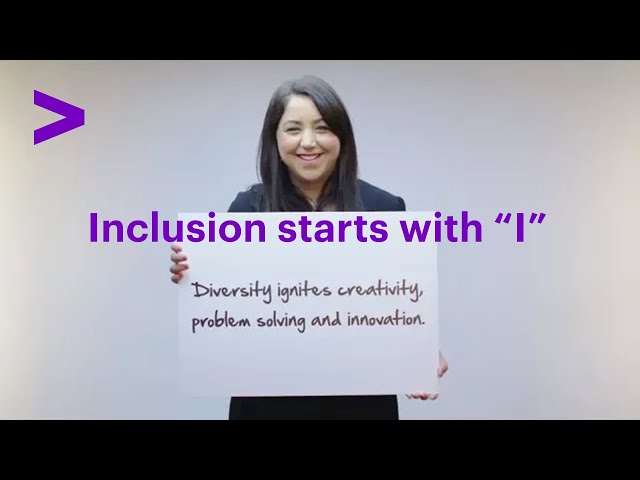 Inclusion starts with “I”
Diversity ignites creativity,
problem solving and innovation.